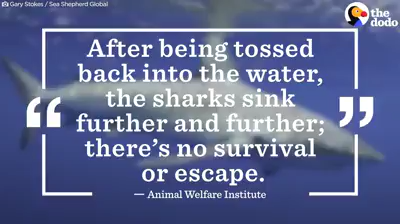 Gary Stokes / Sea Shepherd Global
the
dodo
After being tossed
back into the water,
the sharks sink
further and further;
there's no survival
or escape.
— Animal Welfare Institute